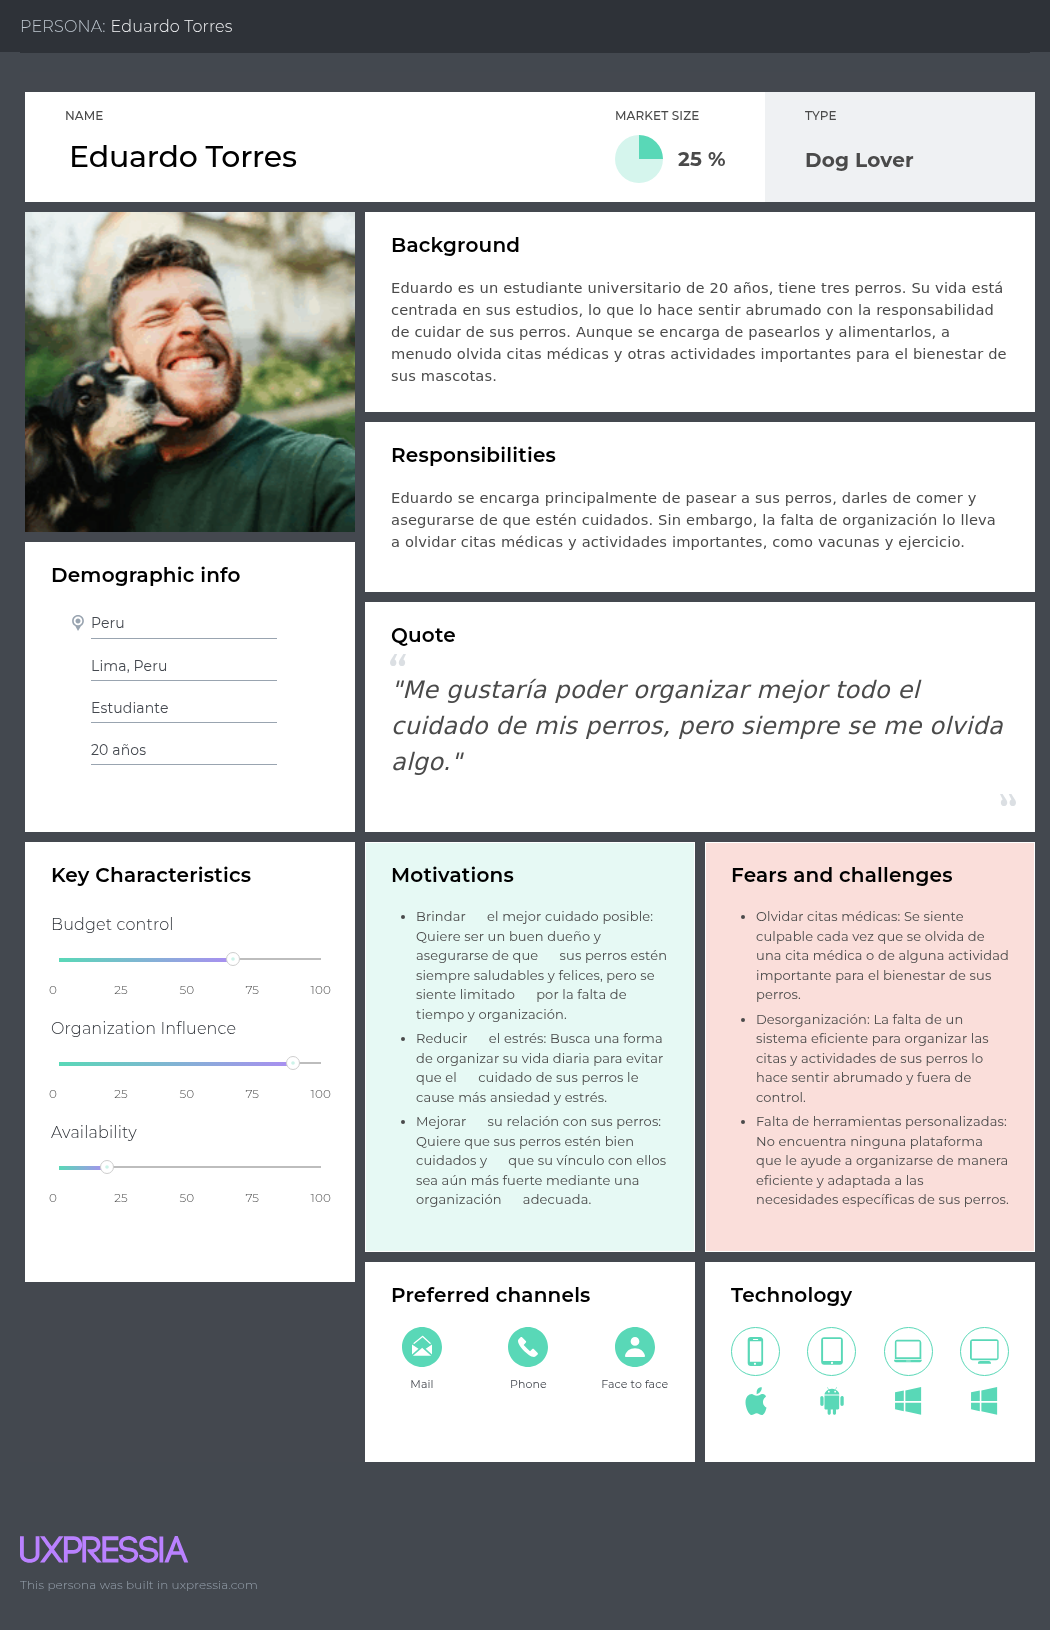 PERSONA: Eduardo Torres
NAME
Eduardo Torres
MARKET SIZE
25 %
TYPE
Dog Lover
Background
Eduardo es un estudiante universitario de 20 años, tiene tres perros. Su vida está
centrada en sus estudios, lo que lo hace sentir abrumado con la responsabilidad
de cuidar de sus perros. Aunque se encarga de pasearlos y alimentarlos, a
menudo olvida citas médicas y otras actividades importantes para el bienestar de
sus mascotas.
Responsibilities
Eduardo se encarga principalmente de pasear a sus perros, darles de comer y
asegurarse de que estén cuidados. Sin embargo, la falta de organización lo lleva
a olvidar citas médicas y actividades importantes, como vacunas y ejercicio.
Demographic info
Peru
Lima, Peru
Estudiante
20 años
Quote
“
"Me gustaría poder organizar mejor todo el
cuidado de mis perros, pero siempre se me olvida
algo."
”
Key Characteristics
Budget control
0 25 50 75 100
Organization Influence
0 25 50 75 100
Availability
0 25 50 75 100
Motivations
• Brindar el mejor cuidado posible:
Quiere ser un buen dueño y
asegurarse de que sus perros estén
siempre saludables y felices, pero se
siente limitado por la falta de
tiempo y organización.
• Reducir el estrés: Busca una forma
de organizar su vida diaria para evitar
que el cuidado de sus perros le
cause más ansiedad y estrés.
• Mejorar su relación con sus perros:
Quiere que sus perros estén bien
cuidados y que su vínculo con ellos
sea aún más fuerte mediante una
organización adecuada.
Fears and challenges
• Olvidar citas médicas: Se siente
culpable cada vez que se olvida de
una cita médica o de alguna actividad
importante para el bienestar de sus
perros.
• Desorganización: La falta de un
sistema eficiente para organizar las
citas y actividades de sus perros lo
hace sentir abrumado y fuera de
control.
• Falta de herramientas personalizadas:
No encuentra ninguna plataforma
que le ayude a organizarse de manera
eficiente y adaptada a las
necesidades específicas de sus perros.
Preferred channels
Mail
Phone
Face to face
Technology
UXPRESSIA
This persona was built in uxpressia.com